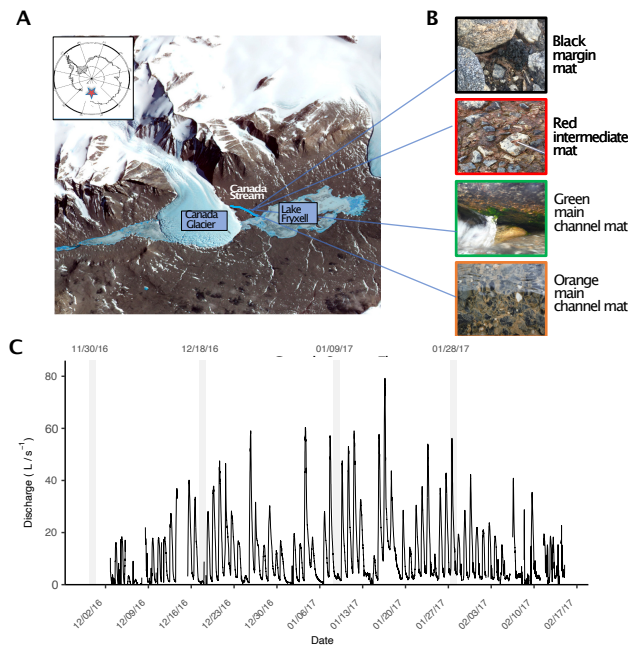 A
B
Black
margin
mat
Red
intermediate
mat
Canada
Stream
Canada
Glacier
Lake
Fryxell
Green
main
channel mat
Orange
main
channel mat
C
11/30/16 12/18/16 01/09/17 01/28/17
80
60
40
20
0
Discharge ( L / s⁻¹)
12/02/16 12/09/16 12/16/16 12/23/16 12/30/16 01/06/17 01/13/17 01/20/17 01/27/17 02/03/17 02/10/17 02/17/17
Date